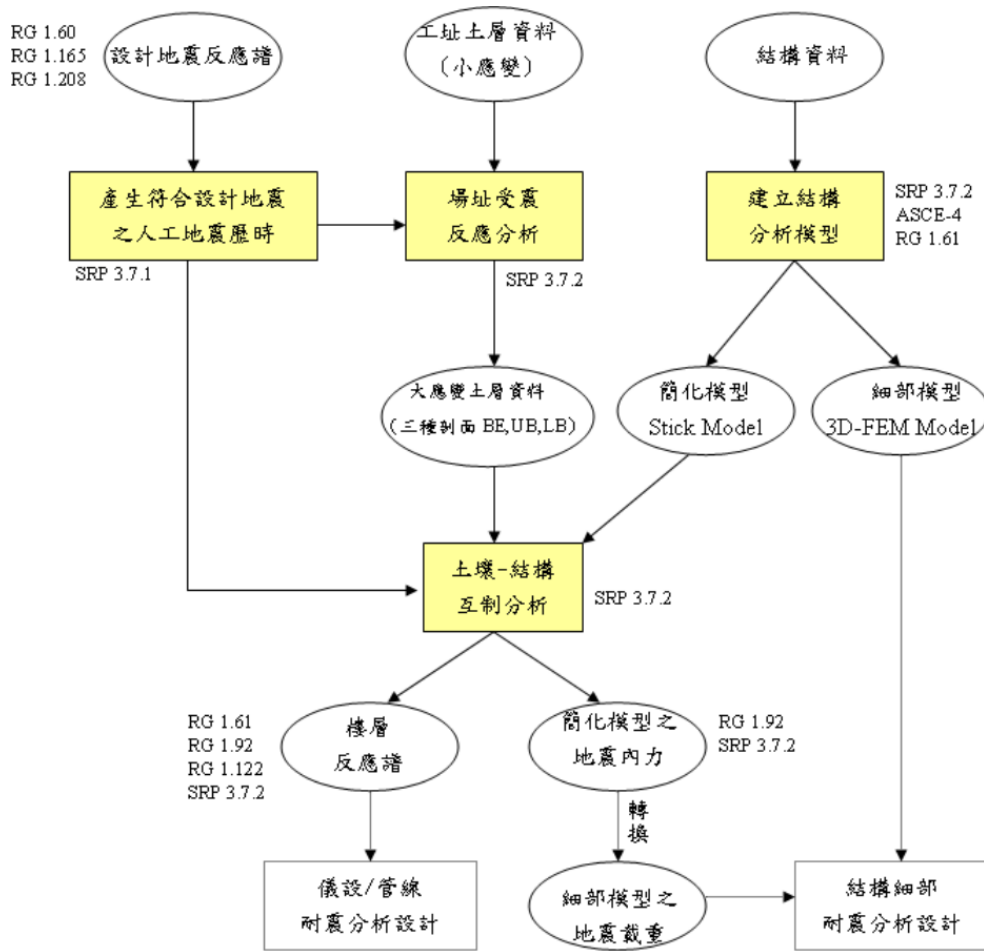 RG 1.60
RG 1.165
RG 1.208
設計地震反應譜
工址土層資料
(小應變)
結構資料
產生符合設計地震
之人工地震歷時
SRP 3.7.1
場址受震
反應分析
SRP 3.7.2
建立結構
分析模型
SRP 3.7.2
ASCE-4
RG 1.61
大應變土層資料
(三種剖面 BE,UB,LB)
簡化模型
Stick Model
細部模型
3D-FEM Model
土壤-結構
互制分析
SRP 3.7.2
RG 1.61
RG 1.92
RG 1.122
SRP 3.7.2
樓層
反應譜
簡化模型之
地震內力
RG 1.92
SRP 3.7.2
轉
換
儀設/管線
耐震分析設計
細部模型之
地震載重
結構細部
耐震分析設計